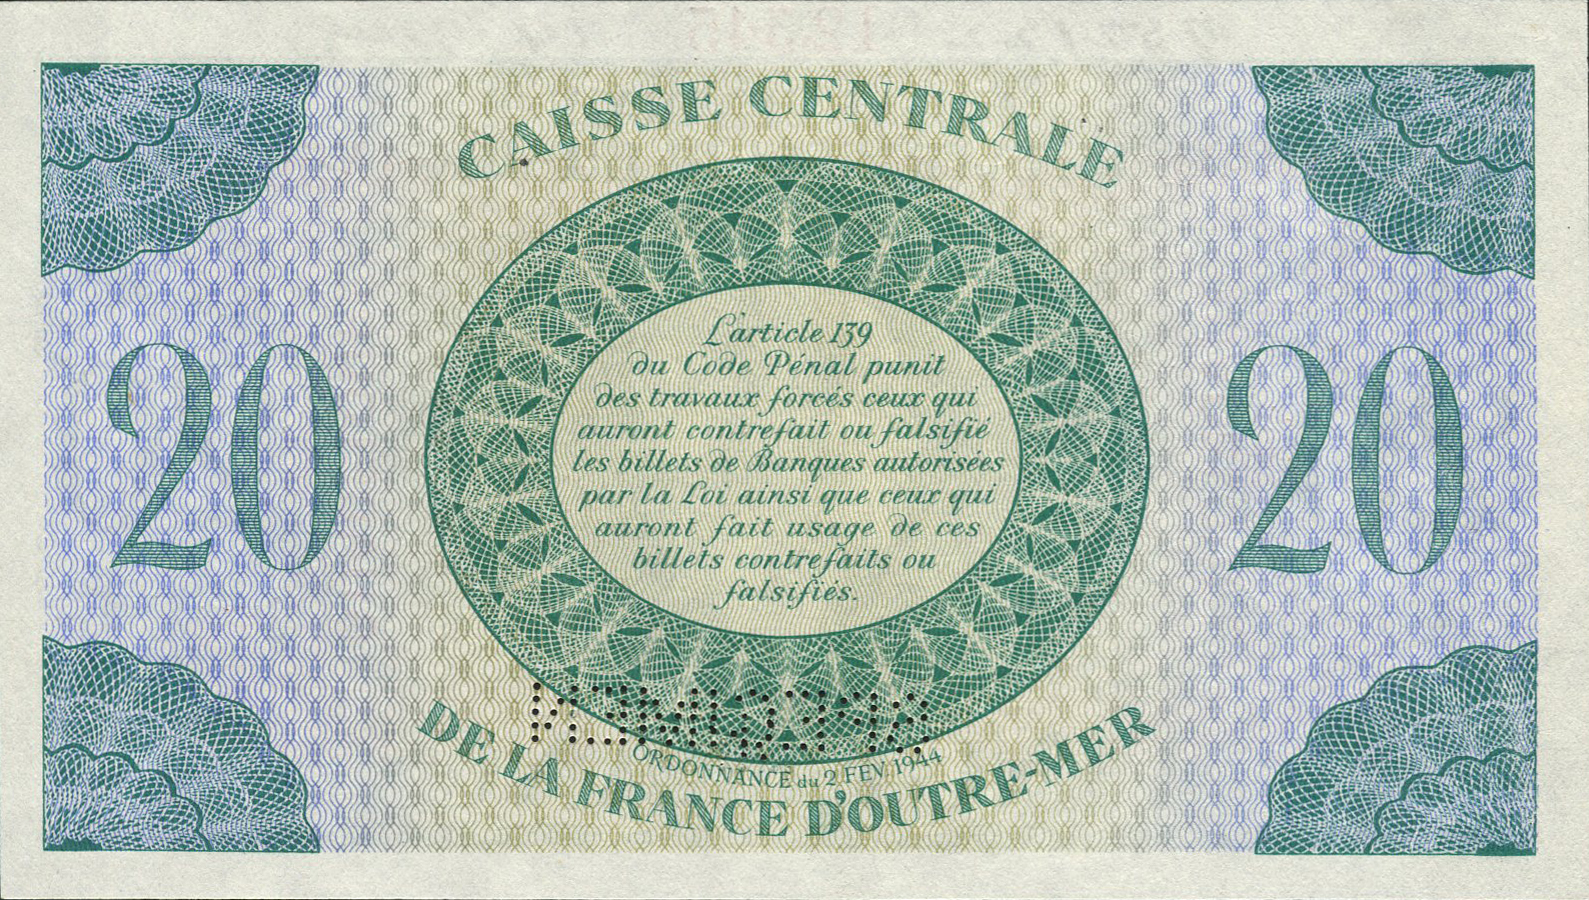 CAISSE CENTRALE
20
L'article 139
du Code Pénal punit
des travaux forcés ceux qui
auront contrefait ou falsifié
les billets de Banques autorisées
par la Loi ainsi que ceux qui
auront fait usage de ces
billets contrefaits ou
falsifiés.
20
ORDONNANCE du 2 FEV. 1944
DE LA FRANCE D'OUTRE-MER